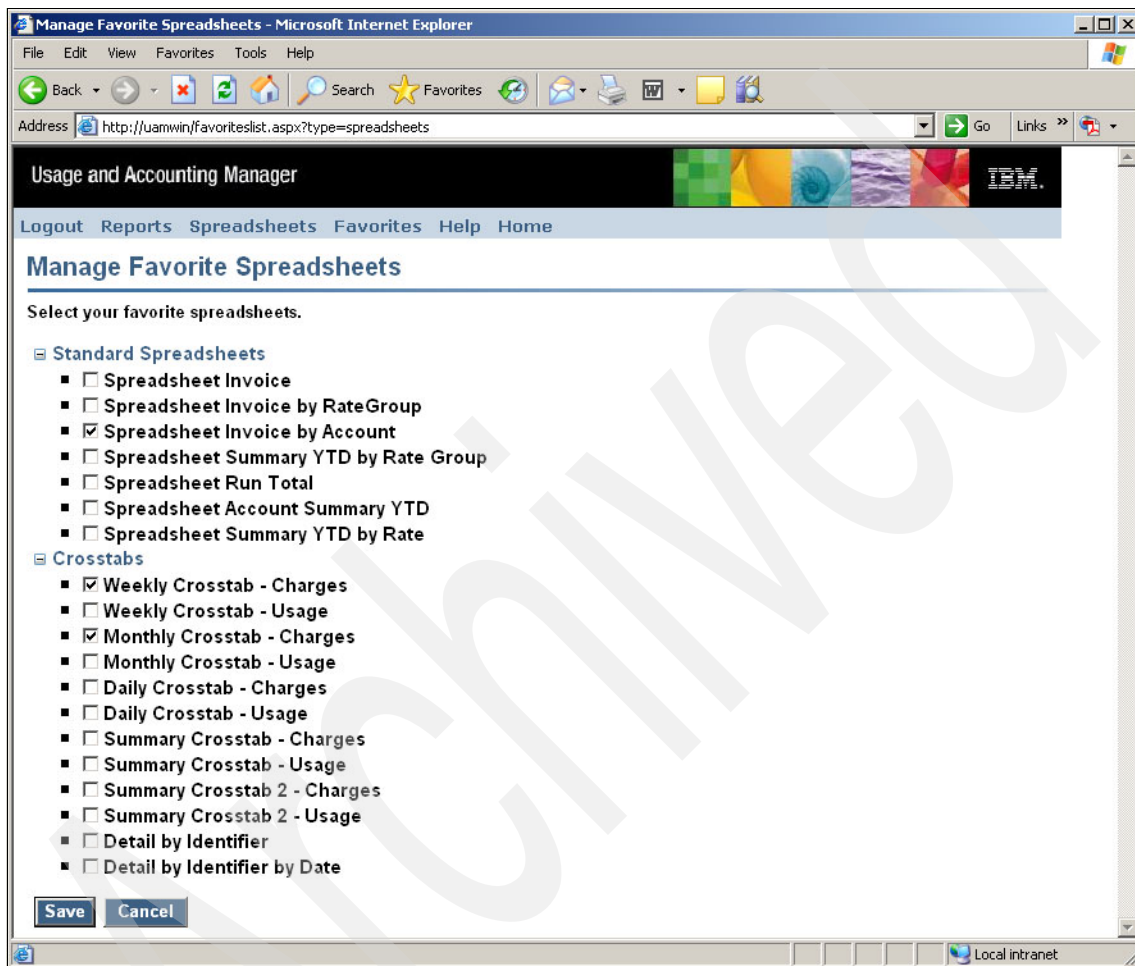 Manage Favorite Spreadsheets - Microsoft Internet Explorer
File Edit View Favorites Tools Help
Back Search Favorites
Address http://uamwin/favoriteslist.aspx?type=spreadsheets Go Links »
Usage and Accounting Manager IBM.
Logout Reports Spreadsheets Favorites Help Home
Manage Favorite Spreadsheets
Select your favorite spreadsheets.
Standard Spreadsheets
Spreadsheet Invoice
Spreadsheet Invoice by RateGroup
Spreadsheet Invoice by Account
Spreadsheet Summary YTD by Rate Group
Spreadsheet Run Total
Spreadsheet Account Summary YTD
Spreadsheet Summary YTD by Rate
Crosstabs
Weekly Crosstab - Charges
Weekly Crosstab - Usage
Monthly Crosstab - Charges
Monthly Crosstab - Usage
Daily Crosstab - Charges
Daily Crosstab - Usage
Summary Crosstab - Charges
Summary Crosstab - Usage
Summary Crosstab 2 - Charges
Summary Crosstab 2 - Usage
Detail by Identifier
Detail by Identifier by Date
Save Cancel
Local intranet
Archived